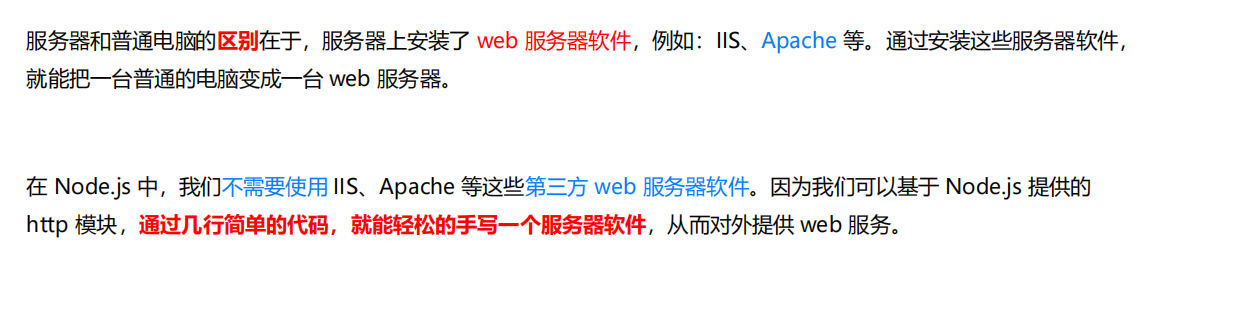 服务器和普通电脑的区别在于，服务器上安装了 web 服务器软件，例如：IIS、Apache 等。通过安装这些服务器软件，
就能把一台普通的电脑变成一台 web 服务器。
在 Node.js 中，我们不需要使用 IIS、Apache 等这些第三方 web 服务器软件。因为我们可以基于 Node.js 提供的
http 模块，通过几行简单的代码，就能轻松的手写一个服务器软件，从而对外提供 web 服务。